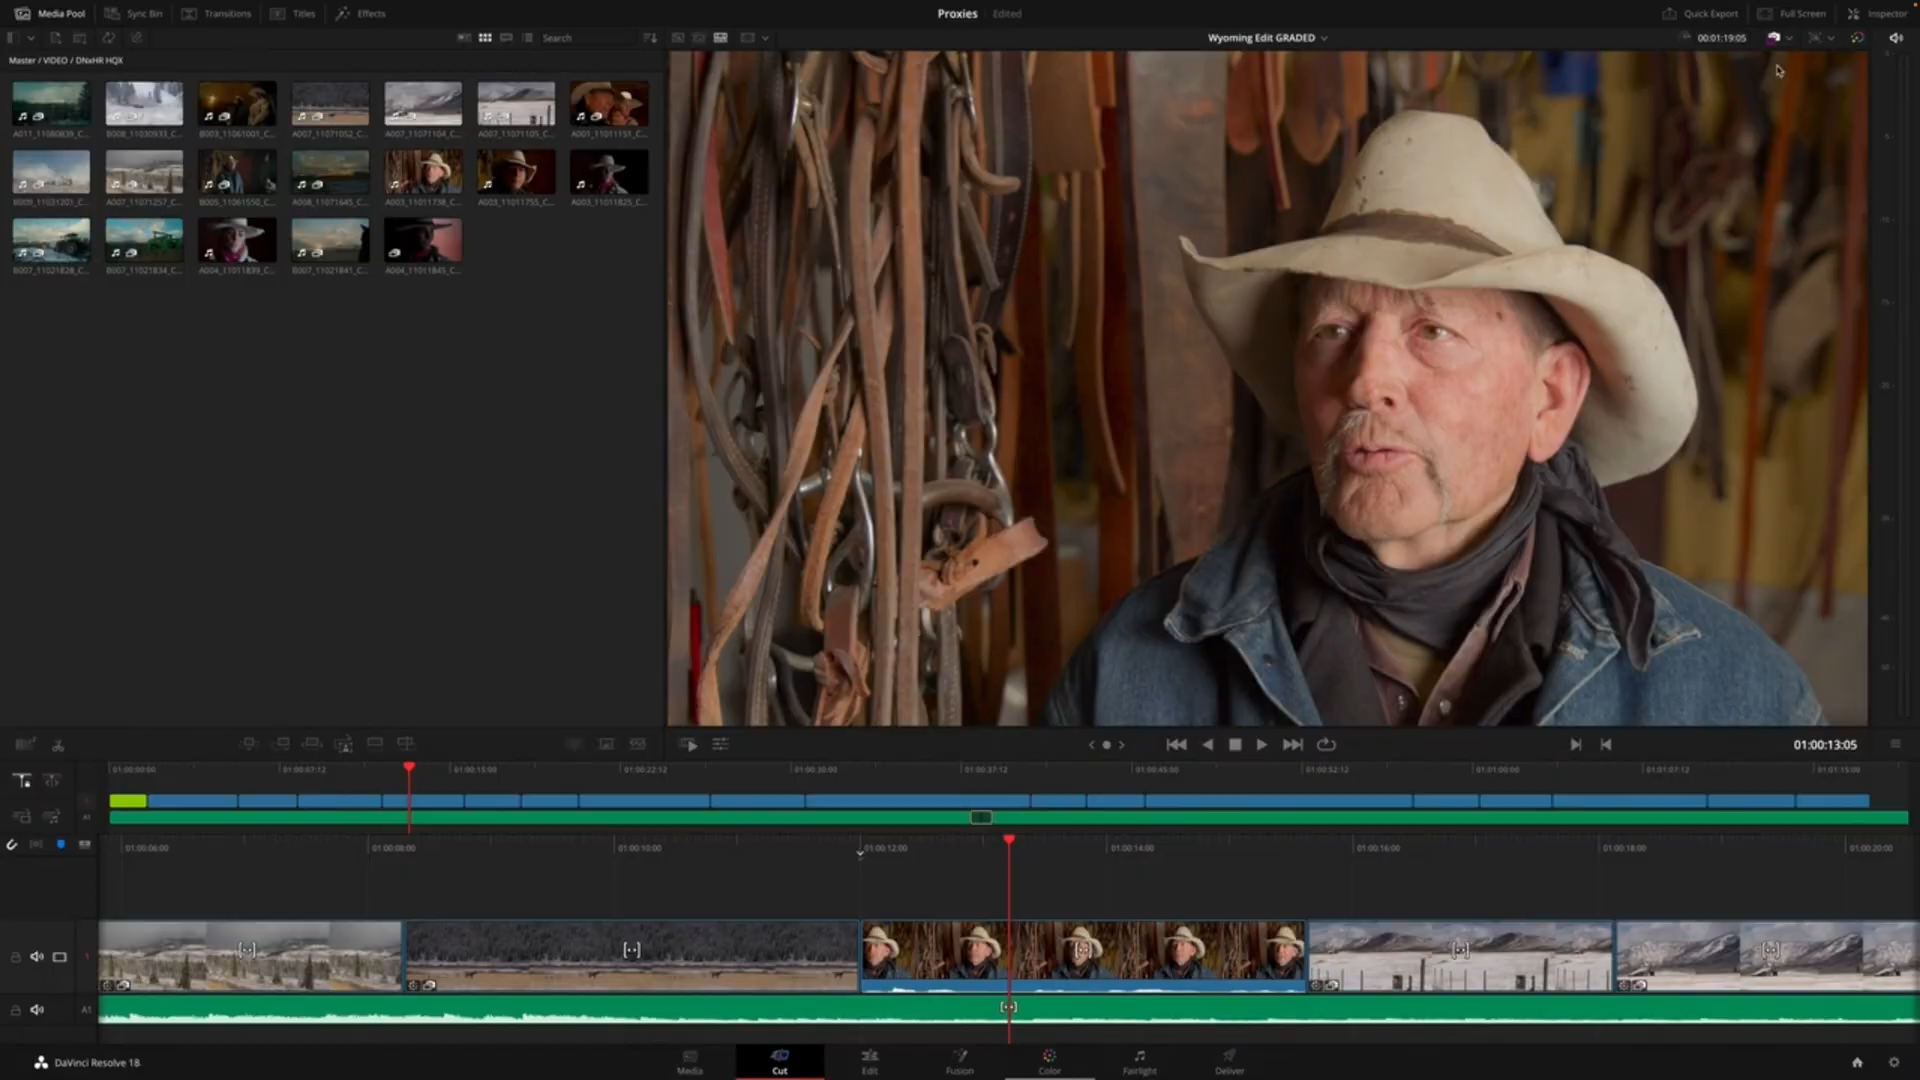 Media Pool Sync Bin Transitions Titles Effects Proxies Edited Quick Export Full Screen Inspector
Search Wyoming Edit GRADED 00:01:19:05
Master / VIDEO / DNxHR HQX
A011_11080839_C... B008_11030933_C... B003_11061001_C... A007_11071052_C... A007_11071104_C... A007_11071105_C... A001_11011151_C...
B009_11031201_C... A007_11071257_C... B005_11061550_C... A008_11071645_C... A003_11011738_C... A003_11011755_C... A003_11011825_C...
B007_11021828_C... B007_11021834_C... A004_11011839_C... B007_11021841_C... A004_11011845_C...
01:00:13:05
01:00:00:00 01:00:07:12 01:00:15:00 01:00:22:12 01:00:30:00 01:00:37:12 01:00:45:00 01:00:52:12 01:01:00:00 01:01:07:12 01:01:15:00
1
A1
01:00:06:00 01:00:08:00 01:00:10:00 01:00:12:00 01:00:14:00 01:00:16:00 01:00:18:00 01:00:20:00
1
A1
DaVinci Resolve 18 Media Cut Edit Fusion Color Fairlight Deliver